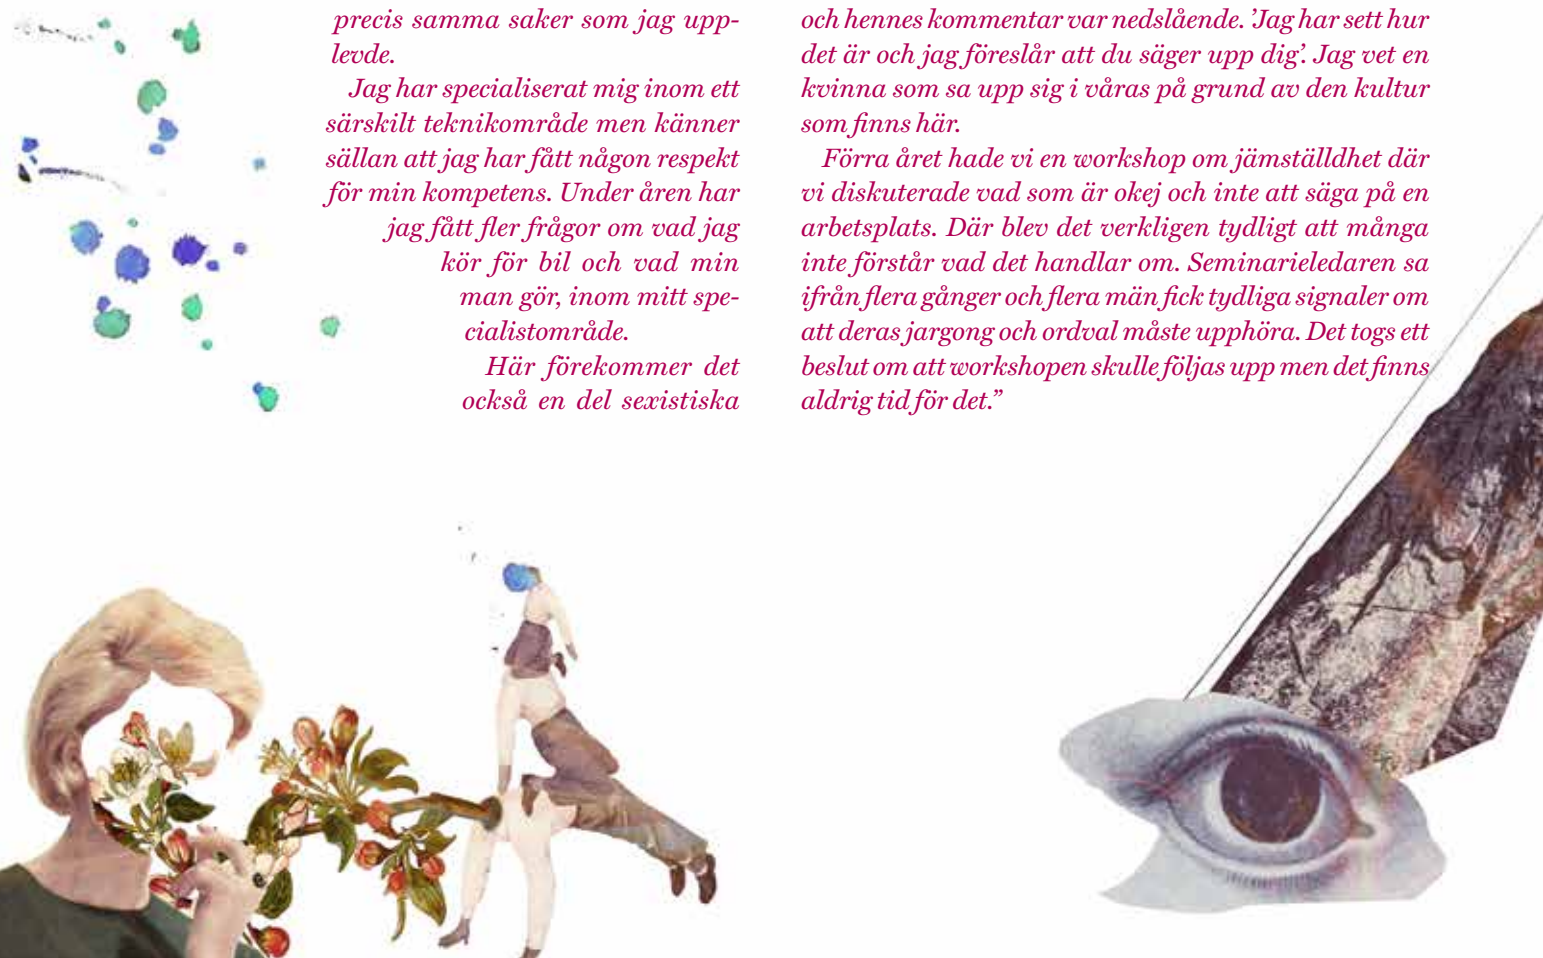 precis samma saker som jag upp-
levde.
Jag har specialiserat mig inom ett
särskilt teknikområde men känner
sällan att jag har fått någon respekt
för min kompetens. Under åren har
jag fått fler frågor om vad jag
kör för bil och vad min
man gör, inom mitt spe-
cialistområde.
Här förekommer det
också en del sexistiska
och hennes kommentar var nedslående. ’Jag har sett hur
det är och jag föreslår att du säger upp dig’. Jag vet en
kvinna som sa upp sig i våras på grund av den kultur
som finns här.
Förra året hade vi en workshop om jämställdhet där
vi diskuterade vad som är okej och inte att säga på en
arbetsplats. Där blev det verkligen tydligt att många
inte förstår vad det handlar om. Seminarieledaren sa
ifrån flera gånger och flera män fick tydliga signaler om
att deras jargong och ordval måste upphöra. Det togs ett
beslut om att workshopen skulle följas upp men det finns
aldrig tid för det.”